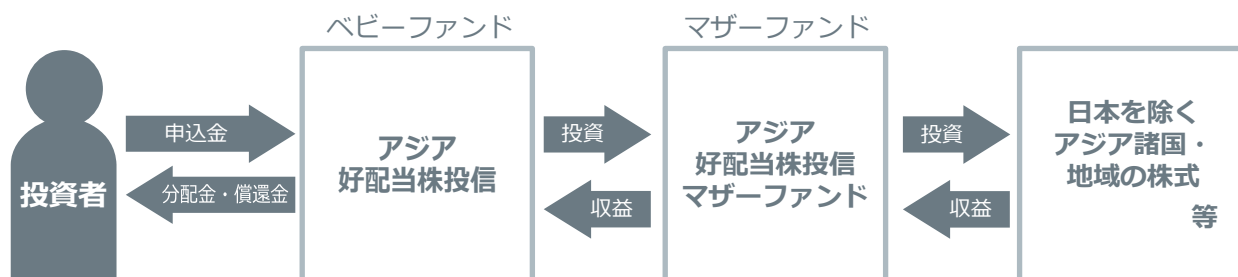 ベビーファンド
マザーファンド
投資者
申込金
分配金・償還金
アジア
好配当株投信
投資
収益
アジア
好配当株投信
マザーファンド
投資
収益
日本を除く
アジア諸国・
地域の株式
等